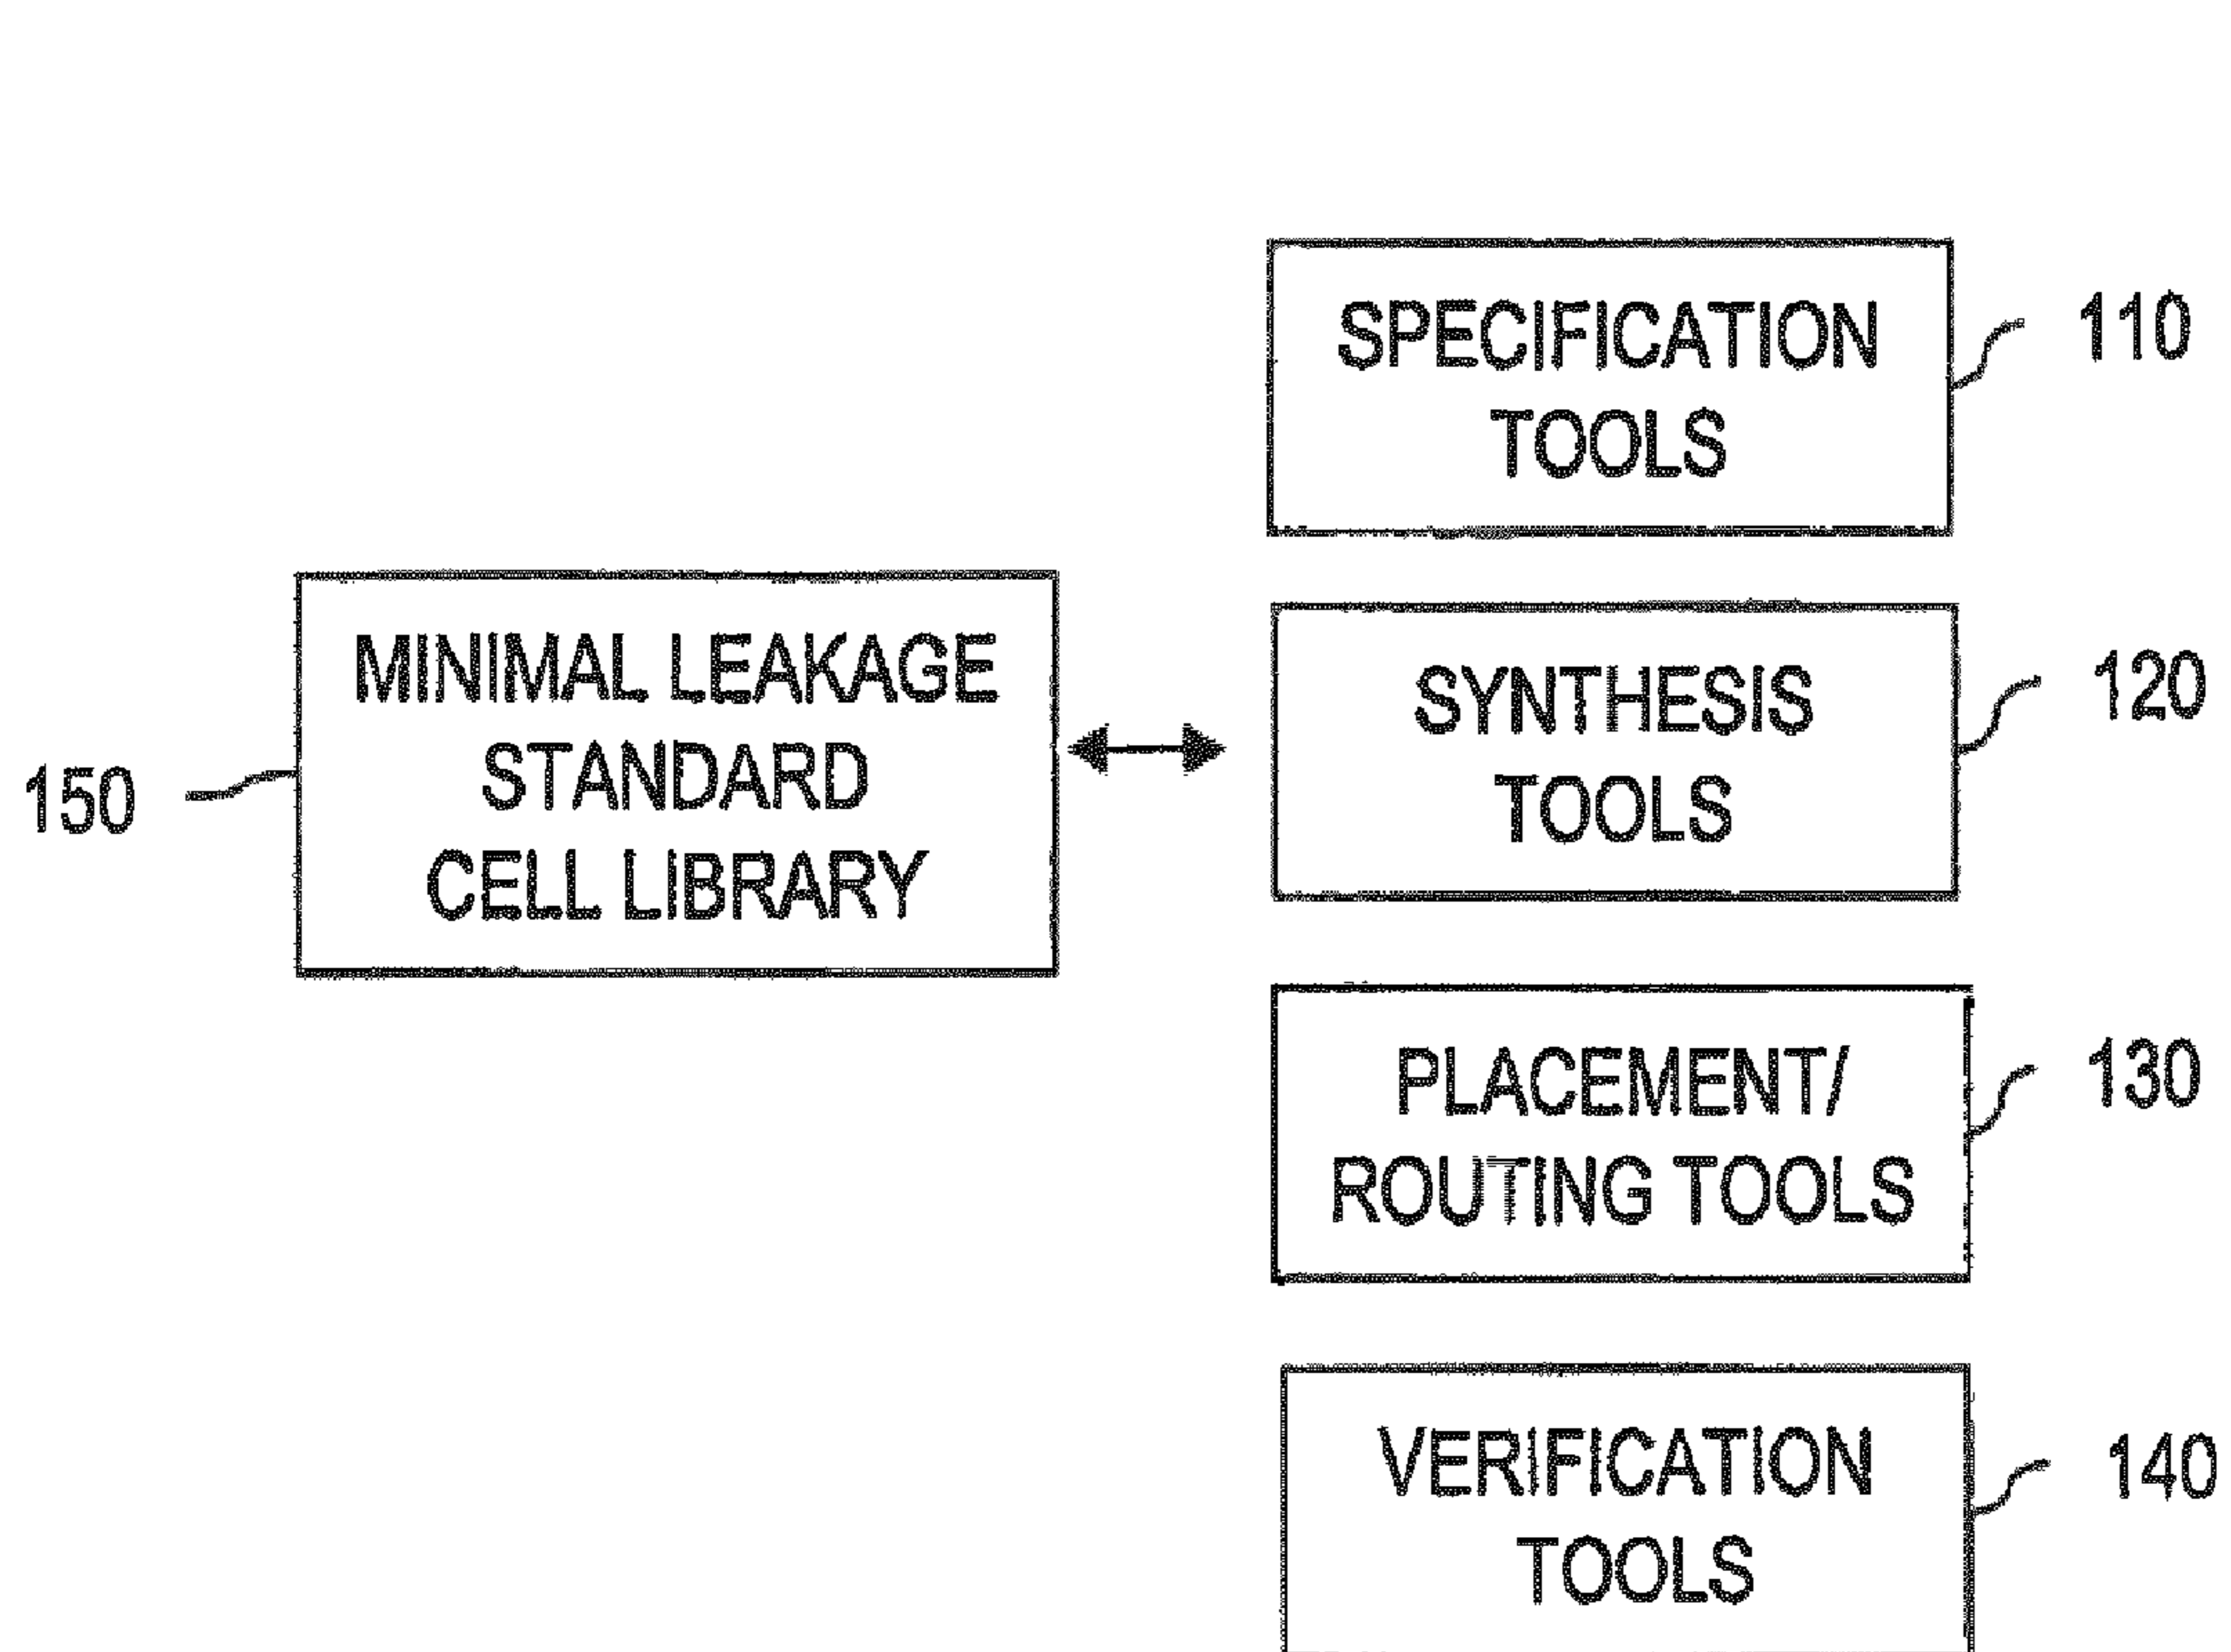 SPECIFICATION
TOOLS
110
MINIMAL LEAKAGE
STANDARD
CELL LIBRARY
150
SYNTHESIS
TOOLS
120
PLACEMENT/
ROUTING TOOLS
130
VERIFICATION
TOOLS
140